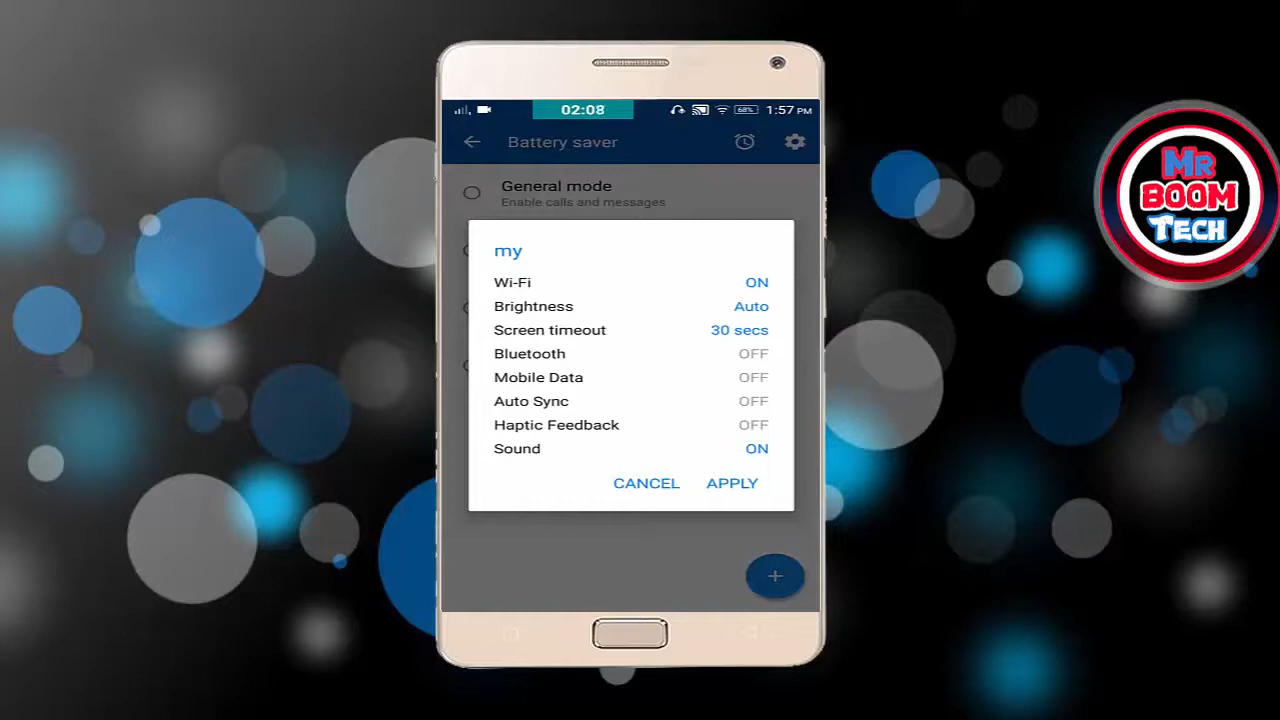 02:08
68%
1:57 PM
Battery saver
General mode
Enable calls and messages
my
Wi-Fi ON
Brightness Auto
Screen timeout 30 secs
Bluetooth OFF
Mobile Data OFF
Auto Sync OFF
Haptic Feedback OFF
Sound ON
CANCEL APPLY
MR
BOOM
TECH